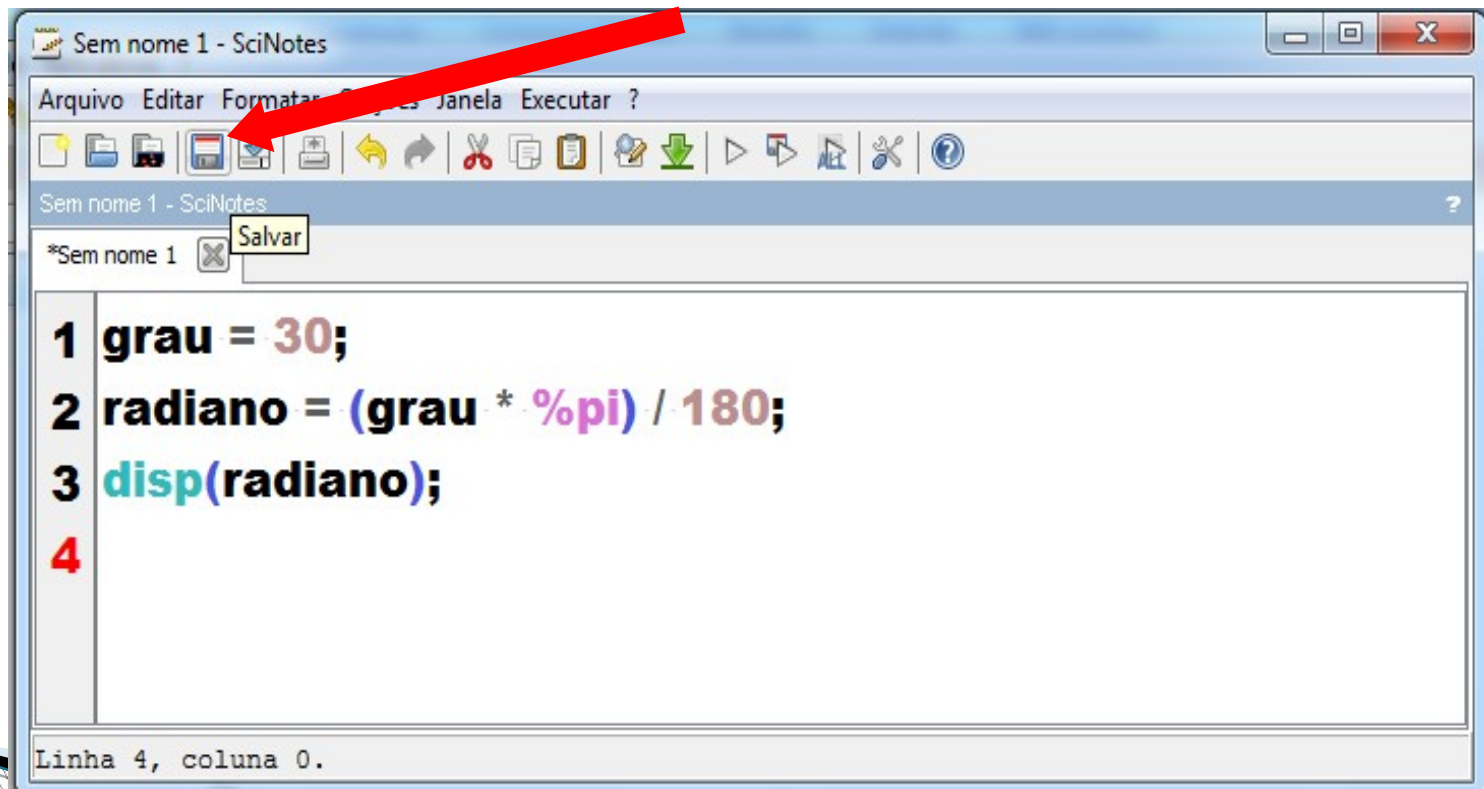 Sem nome 1 - SciNotes
Arquivo Editar Formatar Janela Executar ?
Sem nome 1 - SciNotes ?
Salvar
*Sem nome 1
1 grau = 30;
2 radiano = (grau * %pi) / 180;
3 disp(radiano);
4
Linha 4, coluna 0.